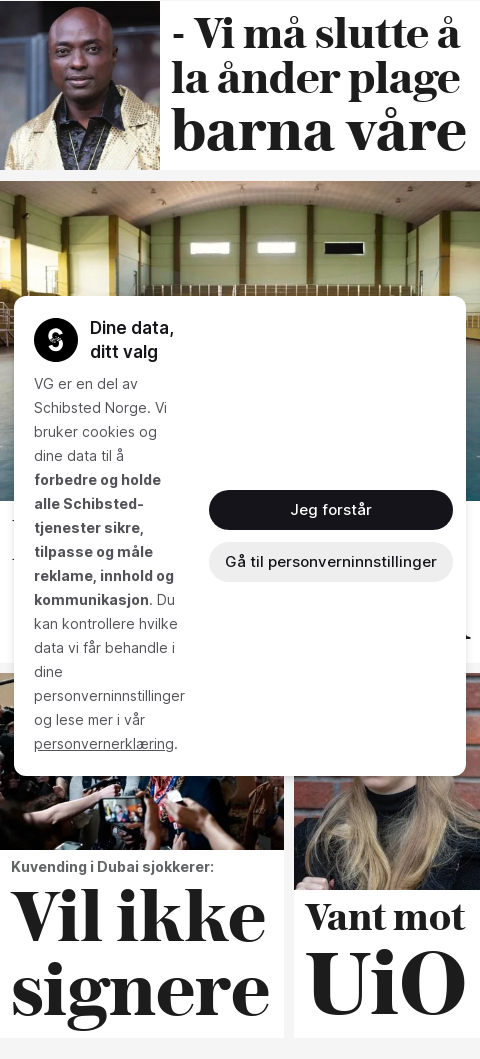 - Vi må slutte å
la ånder plage
barna våre
Dine data,
ditt valg
VG er en del av
Schibsted Norge. Vi
bruker cookies og
dine data til å
forbedre og holde
alle Schibsted-
tjenester sikre,
tilpasse og måle
reklame, innhold og
kommunikasjon. Du
kan kontrollere hvilke
data vi får behandle i
dine
personverninnstillinger
og lese mer i vår
personvernerklæring.
Jeg forstår
Gå til personverninnstillinger
Kuvending i Dubai sjokkerer:
Vil ikke
signere
Vant mot
UiO